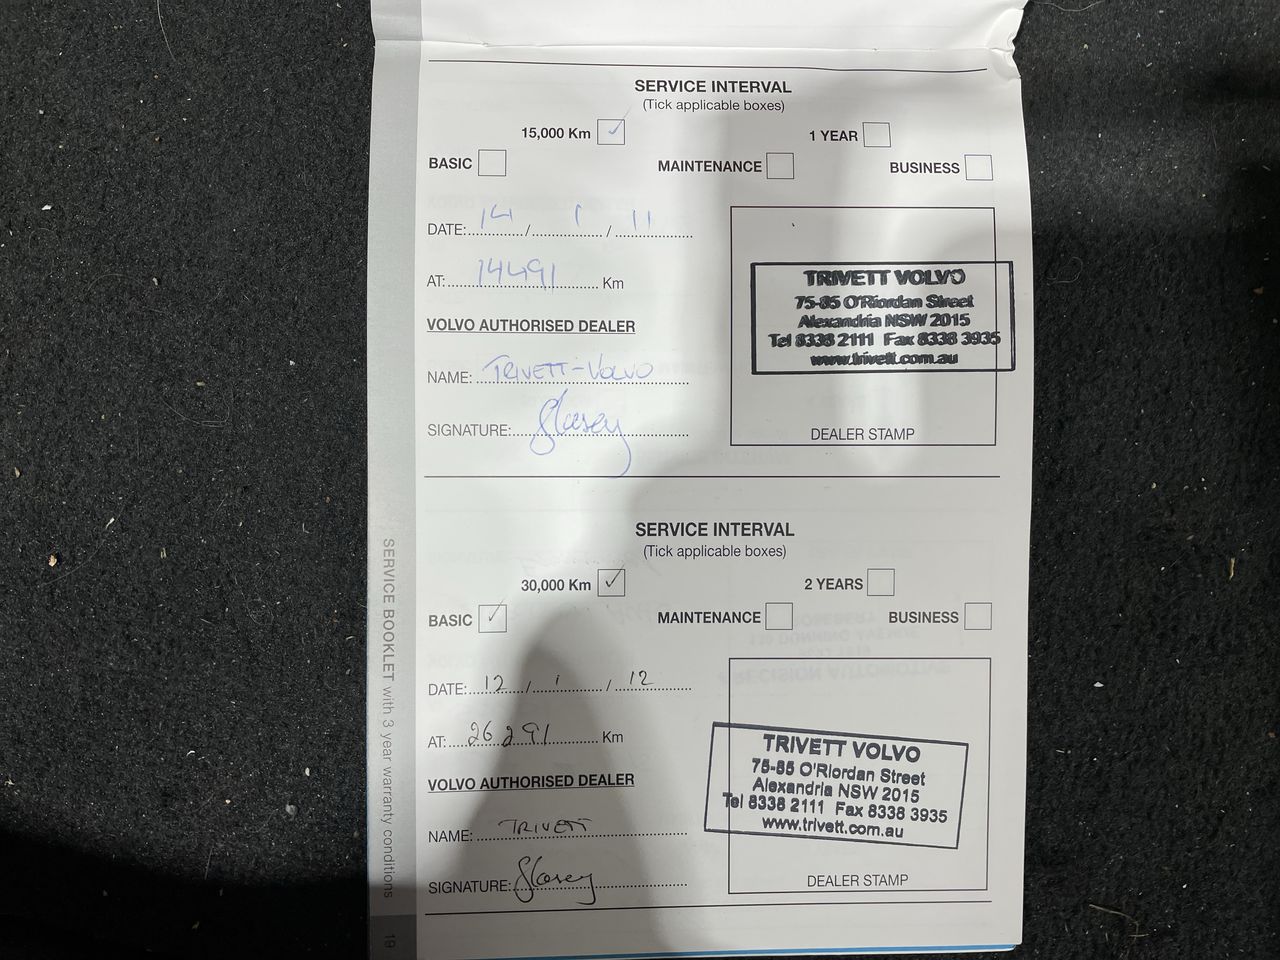 SERVICE INTERVAL
(Tick applicable boxes)
15,000 Km ✓ 1 YEAR
BASIC MAINTENANCE BUSINESS
DATE: 14 / 1 / 11
AT: 14491 Km
VOLVO AUTHORISED DEALER
NAME: TRIVETT-VOLVO
SIGNATURE:
TRIVETT VOLVO
75-85 O'Riordan Street
Alexandria NSW 2015
Tel 8338 2111 Fax 8338 3935
www.trivett.com.au
DEALER STAMP
SERVICE INTERVAL
(Tick applicable boxes)
30,000 Km ✓ 2 YEARS
BASIC ✓ MAINTENANCE BUSINESS
DATE: 12 / 1 / 12
AT: 26291 Km
VOLVO AUTHORISED DEALER
NAME: TRIVETT
SIGNATURE:
TRIVETT VOLVO
75-85 O'Riordan Street
Alexandria NSW 2015
Tel 8338 2111 Fax 8338 3935
www.trivett.com.au
DEALER STAMP
SERVICE BOOKLET with 3 year warranty conditions 19